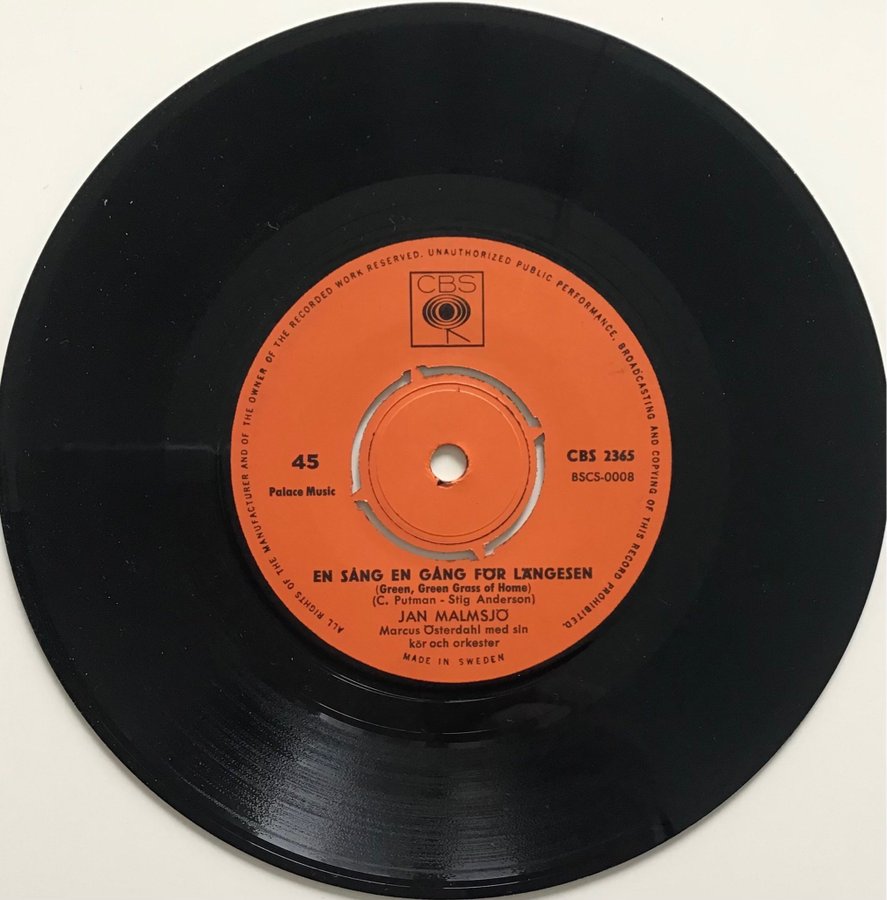 ALL RIGHTS OF THE MANUFACTURER AND OF THE OWNER OF THE RECORDED WORK RESERVED. UNAUTHORIZED PUBLIC PERFORMANCE, BROADCASTING AND COPYING OF THIS RECORD PROHIBITED.
CBS
45
Palace Music
CBS 2365
BSCS-0008
EN SÅNG EN GÅNG FÖR LÄNGESEN
(Green, Green Grass of Home)
(C. Putman - Stig Anderson)
JAN MALMSJÖ
Marcus Österdahl med sin
kör och orkester
MADE IN SWEDEN